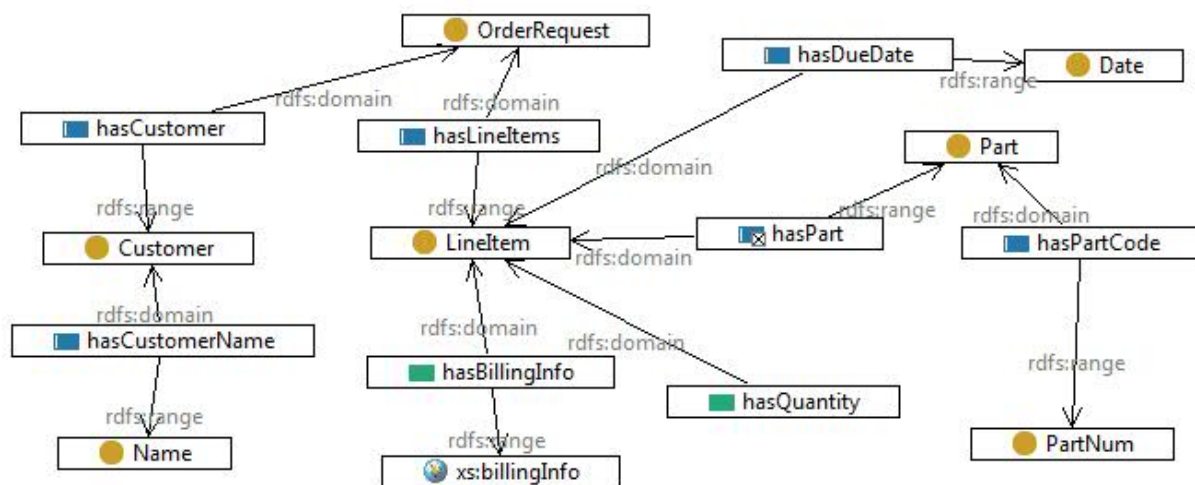 OrderRequest
hasDueDate
Date
rdfs:range
rdfs:domain
rdfs:domain
hasCustomer
hasLineItems
Part
rdfs:domain
rdfs:range
rdfs:range
rdfs:range
rdfs:domain
Customer
LineItem
hasPart
hasPartCode
rdfs:domain
rdfs:domain
rdfs:domain
rdfs:domain
hasCustomerName
rdfs:range
hasBillingInfo
hasQuantity
rdfs:range
rdfs:range
Name
xs:billingInfo
PartNum